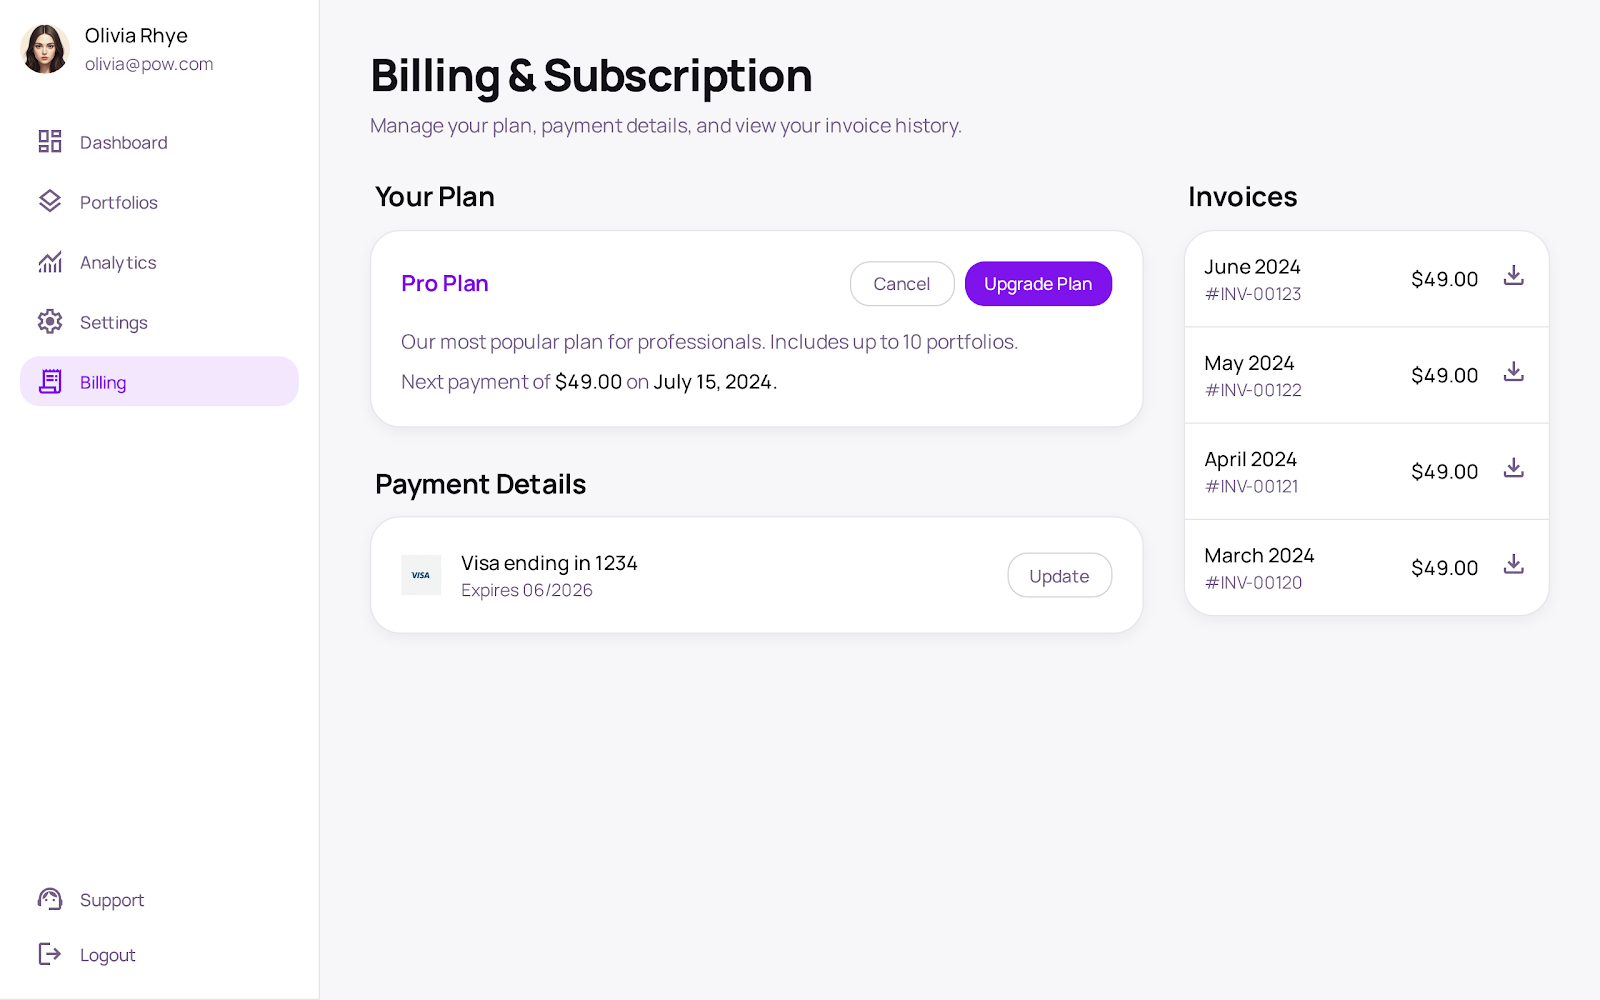 Olivia Rhye
olivia@pow.com
Dashboard
Portfolios
Analytics
Settings
Billing
Support
Logout
Billing & Subscription
Manage your plan, payment details, and view your invoice history.
Your Plan
Pro Plan
Cancel
Upgrade Plan
Our most popular plan for professionals. Includes up to 10 portfolios.
Next payment of $49.00 on July 15, 2024.
Payment Details
VISA
Visa ending in 1234
Expires 06/2026
Update
Invoices
June 2024
#INV-00123
$49.00
May 2024
#INV-00122
$49.00
April 2024
#INV-00121
$49.00
March 2024
#INV-00120
$49.00